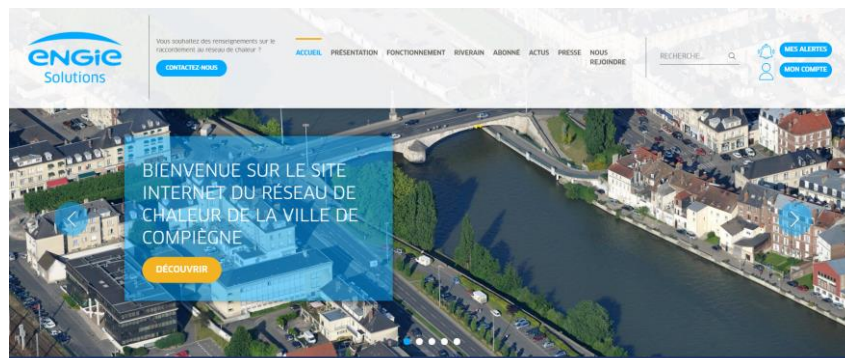 ENGIE
Solutions
Vous souhaitez des renseignements sur le
raccordement au réseau de chaleur ?
CONTACTEZ-NOUS
ACCUEIL PRÉSENTATION FONCTIONNEMENT RIVERAIN ABONNÉ ACTUS PRESSE NOUS
REJOINDRE
RECHERCHE...
MES ALERTES
MON COMPTE
BIENVENUE SUR LE SITE
INTERNET DU RÉSEAU DE
CHALEUR DE LA VILLE DE
COMPIÈGNE
DÉCOUVRIR